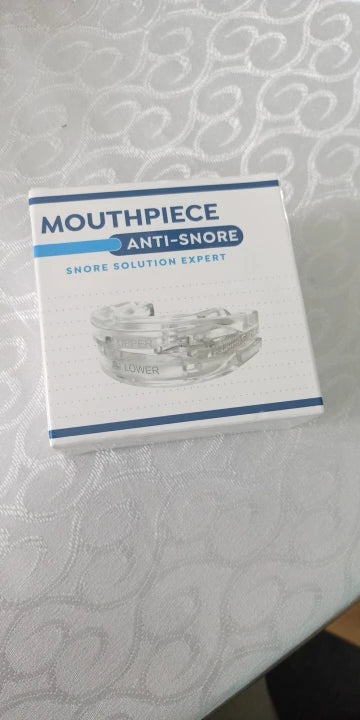 MOUTHPIECE
ANTI-SNORE
SNORE SOLUTION EXPERT
UPPER
LOWER